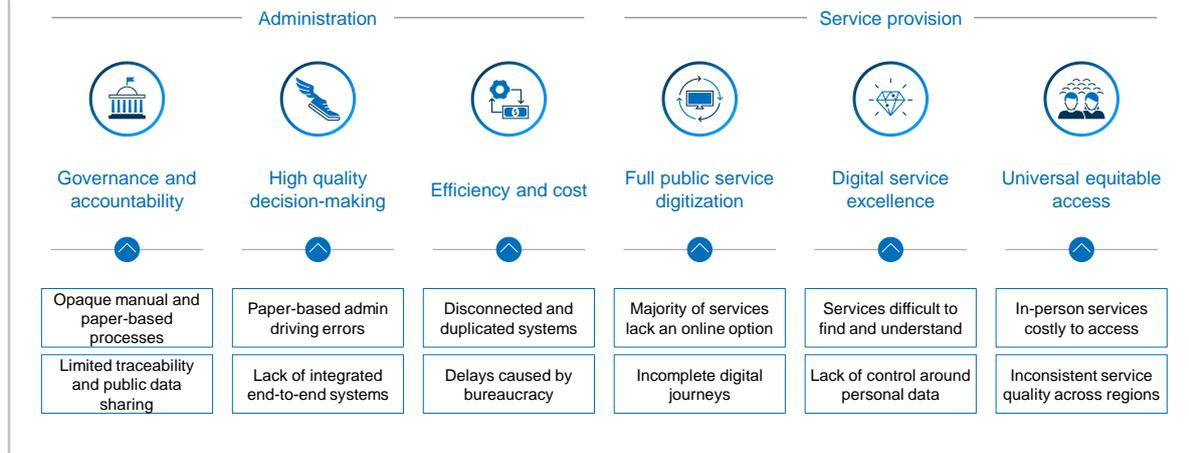 Administration
Service provision
Governance and
accountability
High quality
decision-making
Efficiency and cost
Full public service
digitization
Digital service
excellence
Universal equitable
access
Opaque manual and
paper-based
processes
Paper-based admin
driving errors
Disconnected and
duplicated systems
Majority of services
lack an online option
Services difficult to
find and understand
In-person services
costly to access
Limited traceability
and public data
sharing
Lack of integrated
end-to-end systems
Delays caused by
bureaucracy
Incomplete digital
journeys
Lack of control around
personal data
Inconsistent service
quality across regions